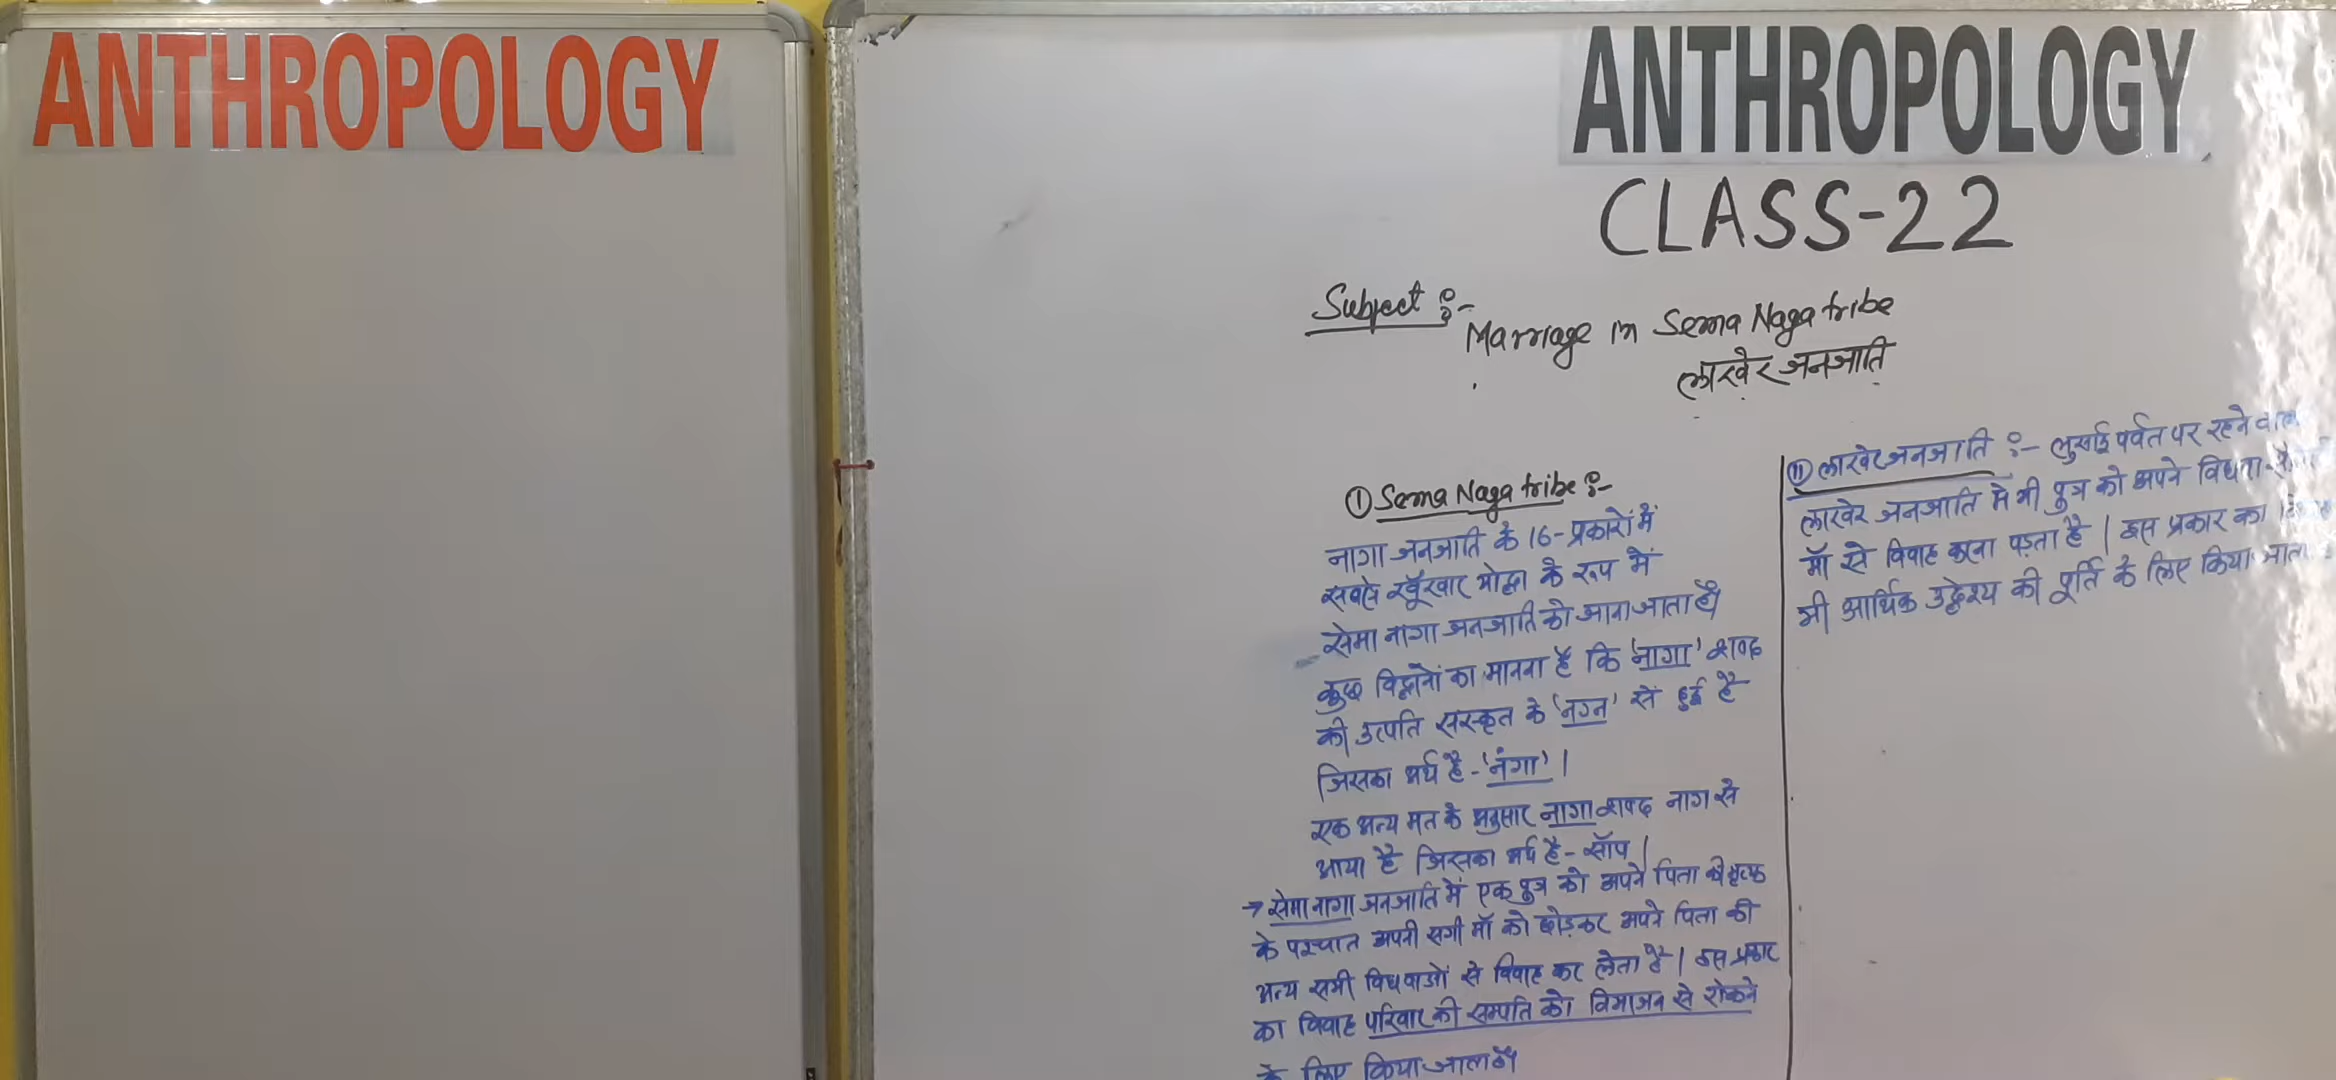 ANTHROPOLOGY
ANTHROPOLOGY
CLASS-22
Subject :-
Marriage in Sema Naga tribe
लाखेर जनजाति
① Sema Naga tribe :-
नागा जनजाति के 16-प्रकारों में
सबसे खूँखार योद्धा के रूप में
सेमा नागा जनजाति को जाना जाता है।
कुछ विद्वानों का मानना है कि 'नागा' शब्द
की उत्पति संस्कृत के 'नग्न' से हुई है
जिसका अर्थ है - 'नंगा' |
एक अन्य मत के अनुसार नागा शब्द नाग से
आया है जिसका अर्थ है - साँप |
→ सेमा नागा जनजाति में एक पुत्र को अपने पिता की मृत्यु
के पश्चात अपनी सगी माँ को छोड़कर अपने पिता की
अन्य सभी विधवाओं से विवाह कर लेता है | इस प्रकार
का विवाह परिवार की सम्पति को विभाजन से रोकने
के लिए किया जाता है।
⑪ लाखेर जनजाति :- लुसाई पर्वत पर रहने वाले
लाखेर जनजाति में भी पुत्र को अपने विधवा
माँ से विवाह करना पड़ता है | इस प्रकार का
भी आर्थिक उद्देश्य की पूर्ति के लिए किया जाता